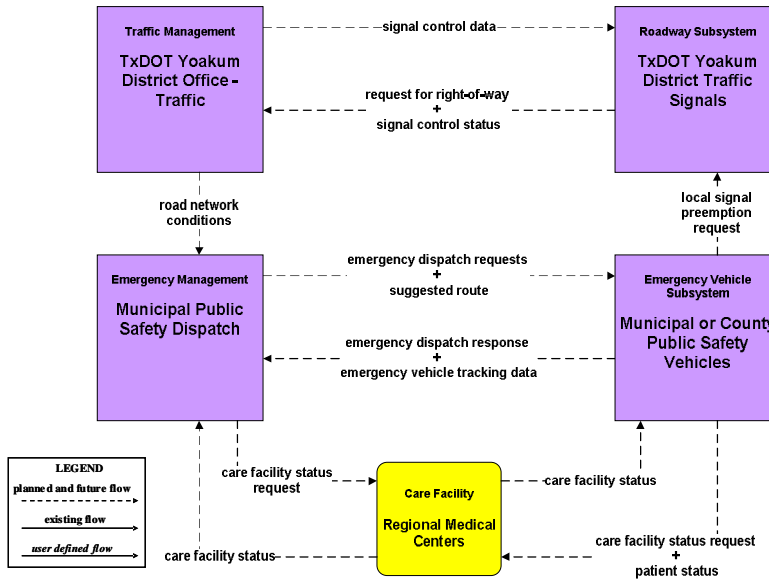 Traffic Management
TxDOT Yoakum
District Office -
Traffic
signal control data
Roadway Subsystem
TxDOT Yoakum
District Traffic
Signals
request for right-of-way
+
signal control status
road network
conditions
local signal
preemption
request
Emergency Management
Municipal Public
Safety Dispatch
emergency dispatch requests
+
suggested route
Emergency Vehicle
Subsystem
Municipal or County
Public Safety
Vehicles
emergency dispatch response
+
emergency vehicle tracking data
LEGEND
planned and future flow
existing flow
user defined flow
care facility status
request
Care Facility
Regional Medical
Centers
care facility status
care facility status
care facility status request
+
patient status